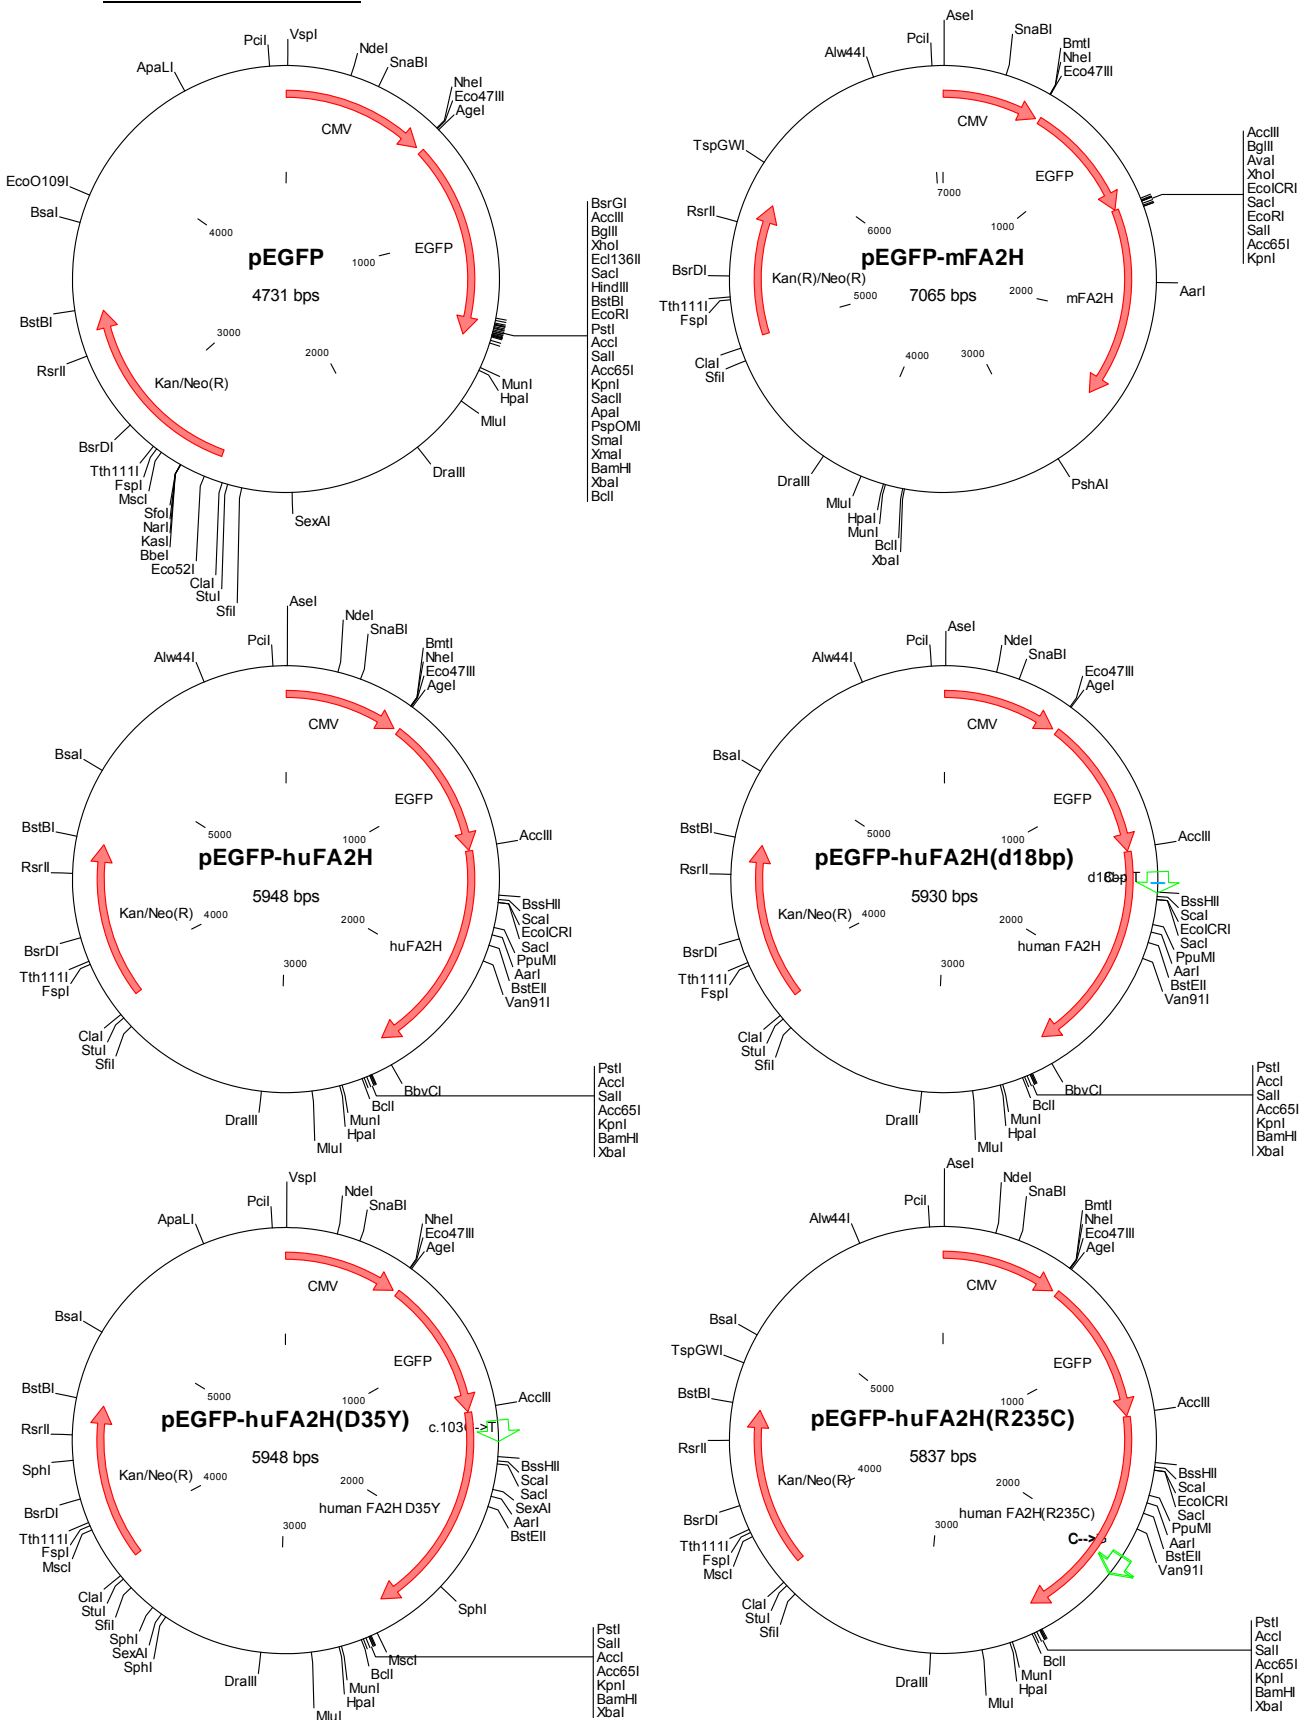 PciI
VspI
NdeI
SnaBI
ApaLI
NheI
Eco47III
AgeI
CMV
EcoO109I
BsaI
4000
1000
EGFP
pEGFP
4731 bps
BsrGI
AccIII
BglII
XhoI
Ecl136II
SacI
HindIII
BstBI
EcoRI
PstI
AccI
SalI
Acc65I
KpnI
SacII
ApaI
PspOMI
SmaI
XmaI
BamHI
XbaI
BclI
BstBI
RsrII
3000
2000
Kan/Neo(R)
MunI
HpaI
MluI
DraIII
BsrDI
Tth111I
FspI
MscI
SfoI
NarI
KasI
BbeI
Eco52I
ClaI
StuI
SfiI
SexAI
AseI
PciI
SnaBI
Alw44I
BmtI
NheI
Eco47III
CMV
TspGWI
EGFP
7000
1000
6000
AccIII
BglII
AvaI
XhoI
EcoICRI
SacI
EcoRI
SalI
Acc65I
KpnI
RsrII
pEGFP-mFA2H
7065 bps
BsrDI
Kan(R)/Neo(R)
5000
2000
mFA2H
AarI
Tth111I
FspI
ClaI
SfiI
4000
3000
DraIII
MluI
HpaI
MunI
BclI
XbaI
PshAI
AseI
PciI
NdeI
SnaBI
Alw44I
BmtI
NheI
Eco47III
AgeI
CMV
BsaI
EGFP
5000
1000
BstBI
AccIII
pEGFP-huFA2H
5948 bps
RsrII
Kan/Neo(R)
4000
2000
huFA2H
3000
BssHII
ScaI
EcoICRI
SacI
PpuMI
AarI
BstEII
Van91I
BsrDI
Tth111I
FspI
ClaI
StuI
SfiI
DraIII
MluI
HpaI
MunI
BclI
BbvCI
PstI
AccI
SalI
Acc65I
KpnI
BamHI
XbaI
AseI
PciI
NdeI
SnaBI
Alw44I
Eco47III
AgeI
CMV
BsaI
EGFP
5000
1000
BstBI
AccIII
pEGFP-huFA2H(d18bp)
5930 bps
RsrII
Kan/Neo(R)
4000
2000
human FA2H
3000
BssHII
ScaI
EcoICRI
SacI
PpuMI
AarI
BstEII
Van91I
BsrDI
Tth111I
FspI
ClaI
StuI
SfiI
DraIII
MluI
HpaI
MunI
BclI
BbvCI
PstI
AccI
SalI
Acc65I
KpnI
BamHI
XbaI
VspI
PciI
NdeI
SnaBI
ApaLI
NheI
Eco47III
AgeI
CMV
BsaI
EGFP
5000
1000
BstBI
AccIII
pEGFP-huFA2H(D35Y)
5948 bps
RsrII
SphI
Kan/Neo(R)
4000
2000
human FA2H D35Y
3000
BssHII
ScaI
SacI
SexAI
AarI
BstEII
BsrDI
Tth111I
FspI
MscI
ClaI
StuI
SfiI
SphI
SexAI
SphI
DraIII
MluI
HpaI
MunI
BclI
MscI
SphI
PstI
SalI
AccI
Acc65I
KpnI
BamHI
XbaI
AseI
PciI
NdeI
SnaBI
Alw44I
BmtI
NheI
Eco47III
AgeI
CMV
BsaI
TspGWI
EGFP
5000
1000
BstBI
AccIII
pEGFP-huFA2H(R235C)
5837 bps
RsrII
Kan/Neo(R)
4000
2000
human FA2H(R235C)
3000
BssHII
ScaI
EcoICRI
SacI
PpuMI
AarI
BstEII
Van91I
BsrDI
Tth111I
FspI
MscI
ClaI
StuI
SfiI
DraIII
MluI
HpaI
MunI
BclI
PstI
AccI
SalI
Acc65I
KpnI
BamHI
XbaI